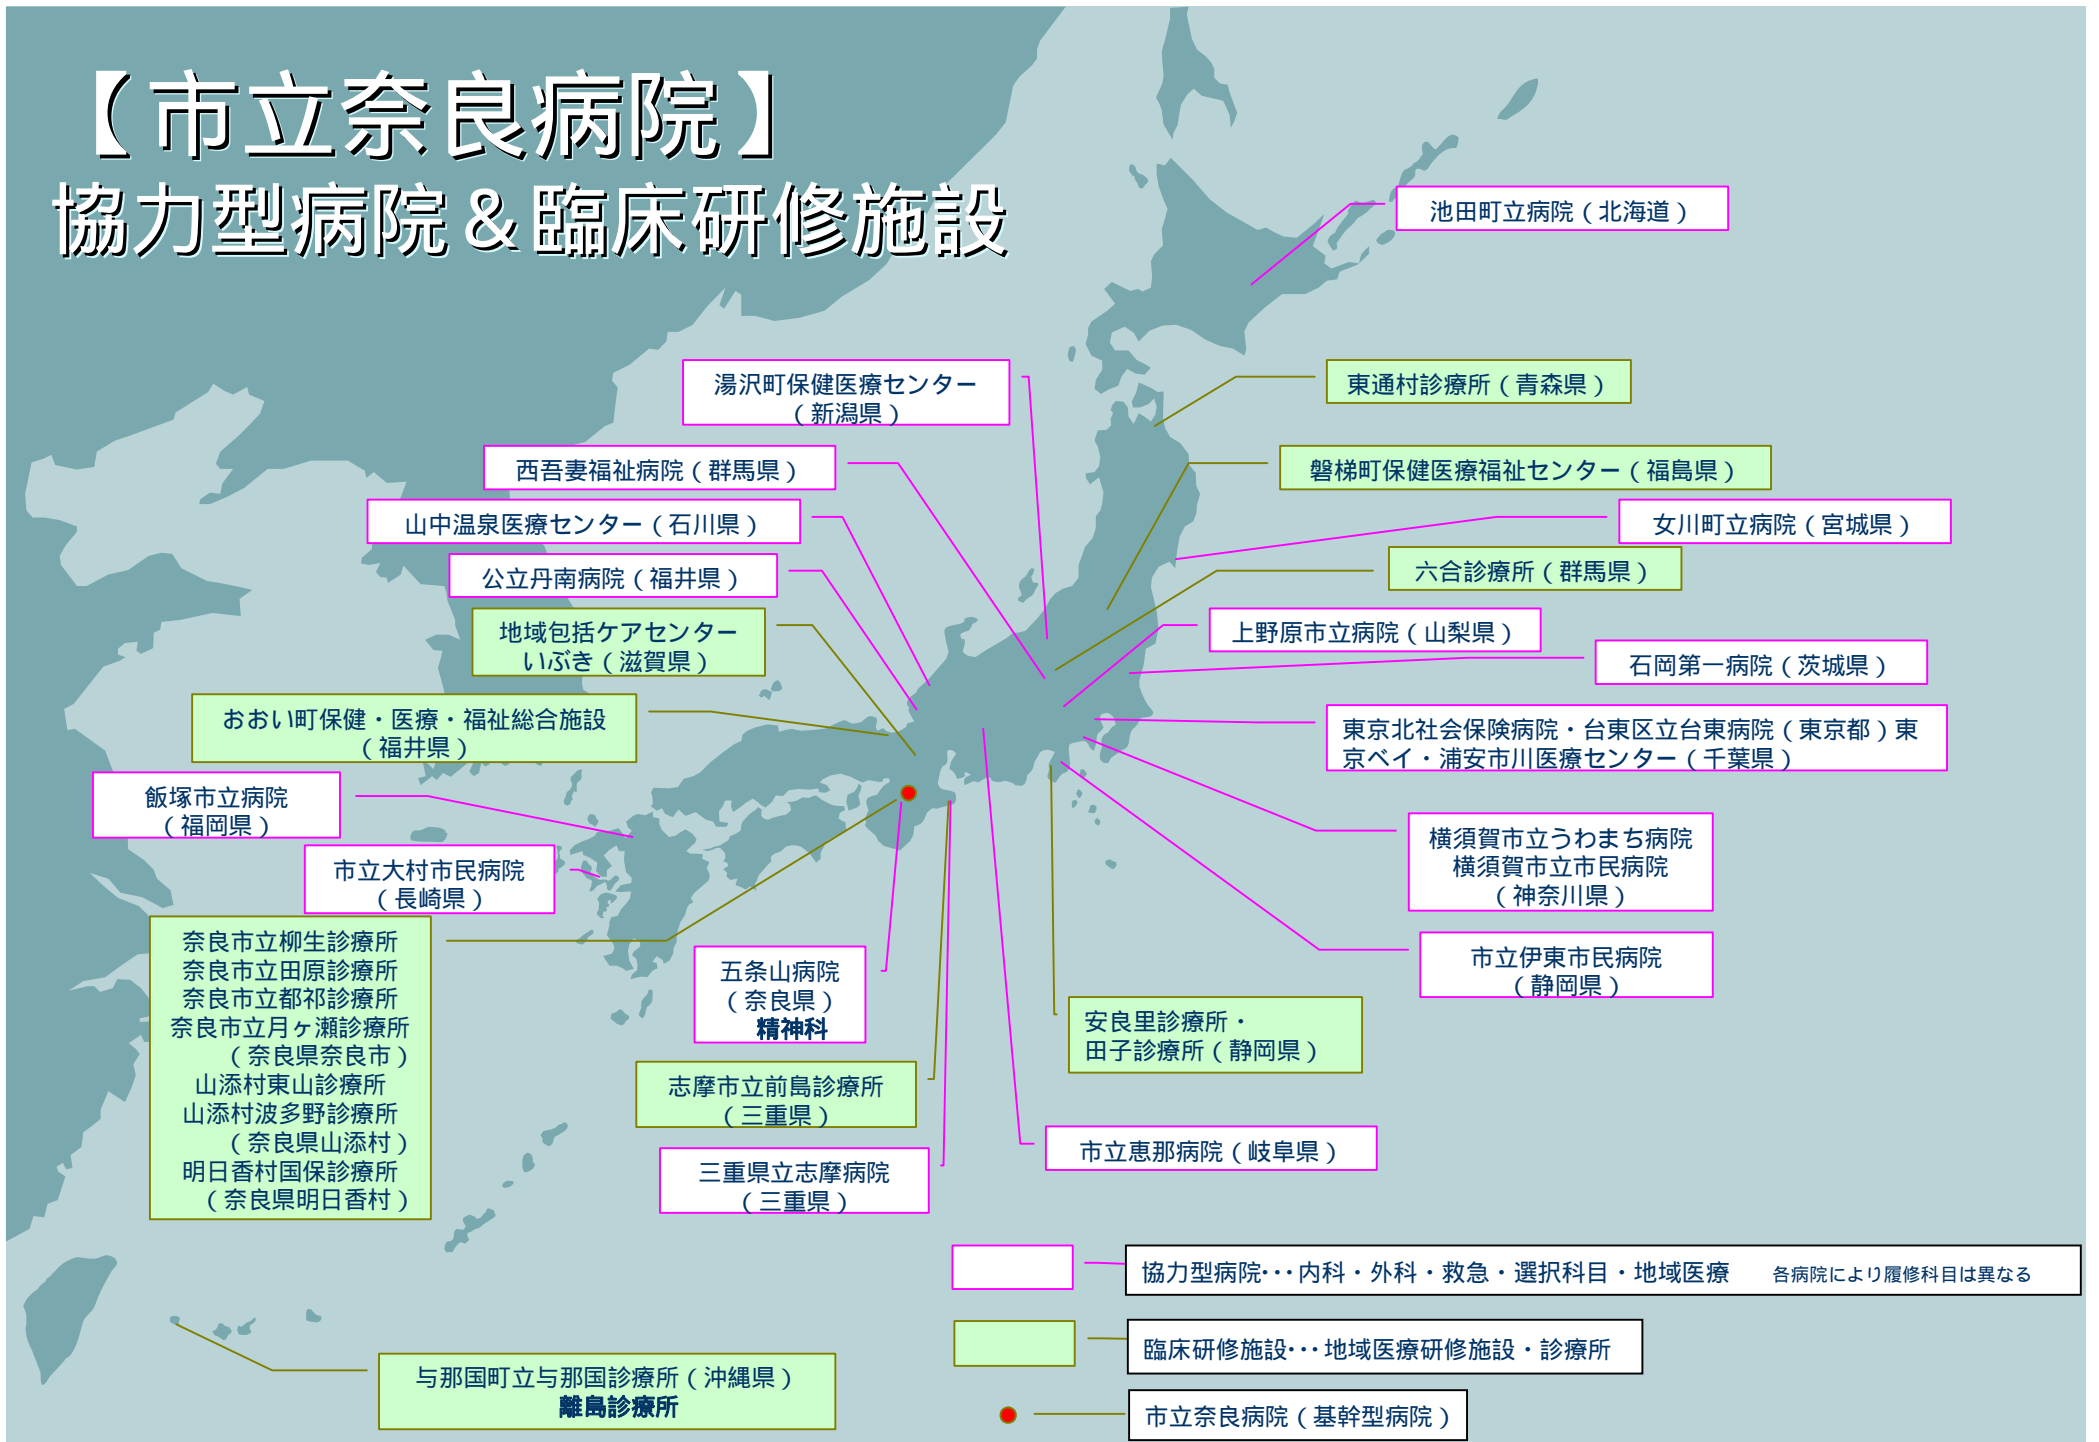 【市立奈良病院】
協力型病院＆臨床研修施設
池田町立病院（北海道）
湯沢町保健医療センター
（新潟県）
東通村診療所（青森県）
西吾妻福祉病院（群馬県）
磐梯町保健医療福祉センター（福島県）
山中温泉医療センター（石川県）
女川町立病院（宮城県）
公立丹南病院（福井県）
六合診療所（群馬県）
地域包括ケアセンター
いぶき（滋賀県）
上野原市立病院（山梨県）
石岡第一病院（茨城県）
おおい町保健・医療・福祉総合施設
（福井県）
東京北社会保険病院・台東区立台東病院（東京都）東
京ベイ・浦安市川医療センター（千葉県）
飯塚市立病院
（福岡県）
横須賀市立うわまち病院
横須賀市立市民病院
（神奈川県）
市立大村市民病院
（長崎県）
市立伊東市民病院
（静岡県）
奈良市立柳生診療所
奈良市立田原診療所
奈良市立都祁診療所
奈良市立月ヶ瀬診療所
（奈良県奈良市）
山添村東山診療所
山添村波多野診療所
（奈良県山添村）
明日香村国保診療所
（奈良県明日香村）
五条山病院
（奈良県）
精神科
安良里診療所・
田子診療所（静岡県）
志摩市立前島診療所
（三重県）
市立恵那病院（岐阜県）
三重県立志摩病院
（三重県）
協力型病院･･･内科・外科・救急・選択科目・地域医療　各病院により履修科目は異なる
臨床研修施設･･･地域医療研修施設・診療所
与那国町立与那国診療所（沖縄県）
離島診療所
市立奈良病院（基幹型病院）